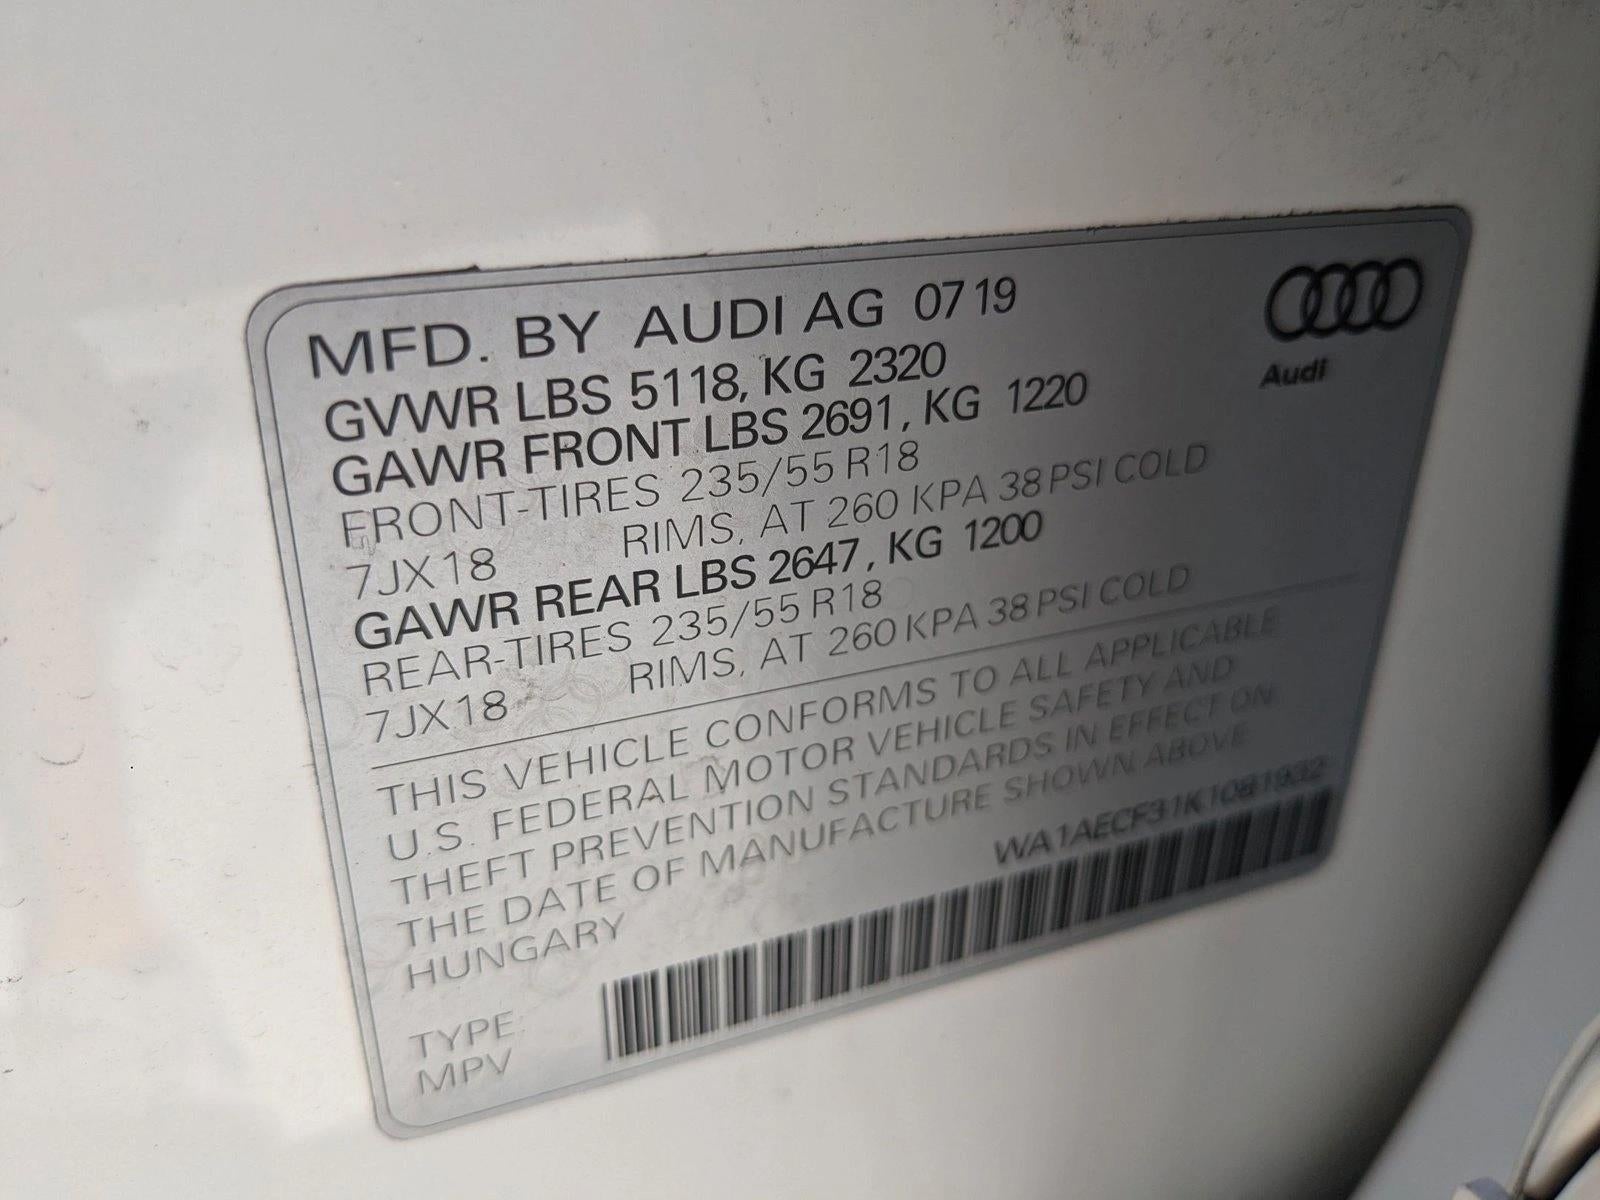 MFD. BY AUDI AG 07 19
GVWR LBS 5118, KG 2320
GAWR FRONT LBS 2691, KG 1220
FRONT-TIRES 235/55 R18
7JX18 RIMS, AT 260 KPA 38 PSI COLD
GAWR REAR LBS 2647, KG 1200
REAR-TIRES 235/55 R18
7JX18 RIMS, AT 260 KPA 38 PSI COLD
THIS VEHICLE CONFORMS TO ALL APPLICABLE
U.S. FEDERAL MOTOR VEHICLE SAFETY AND
THEFT PREVENTION STANDARDS IN EFFECT ON
THE DATE OF MANUFACTURE SHOWN ABOVE
HUNGARY
WA1AECF31K1081932
TYPE:
MPV
Audi